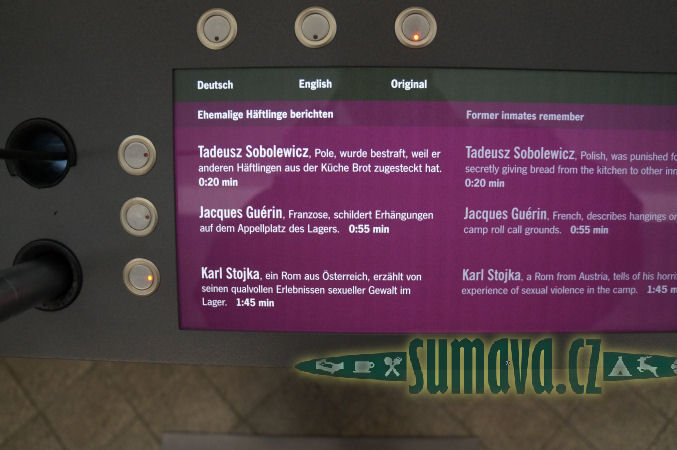 Deutsch English Original
Ehemalige Häftlinge berichten
Tadeusz Sobolewicz, Pole, wurde bestraft, weil er
anderen Häftlingen aus der Küche Brot zugesteckt hat.
0:20 min
Jacques Guérin, Franzose, schildert Erhängungen
auf dem Appellplatz des Lagers. 0:55 min
Karl Stojka, ein Rom aus Österreich, erzählt von
seinen qualvollen Erlebnissen sexueller Gewalt im
Lager. 1:45 min
Former inmates remember
Tadeusz Sobolewicz, Polish, was punished
secretly giving bread from the kitchen to other
0:20 min
Jacques Guérin, French, describes hangings
camp roll call grounds. 0:55 min
Karl Stojka, a Rom from Austria, tells of his
experience of sexual violence in the camp. 1:45
sumava.cz